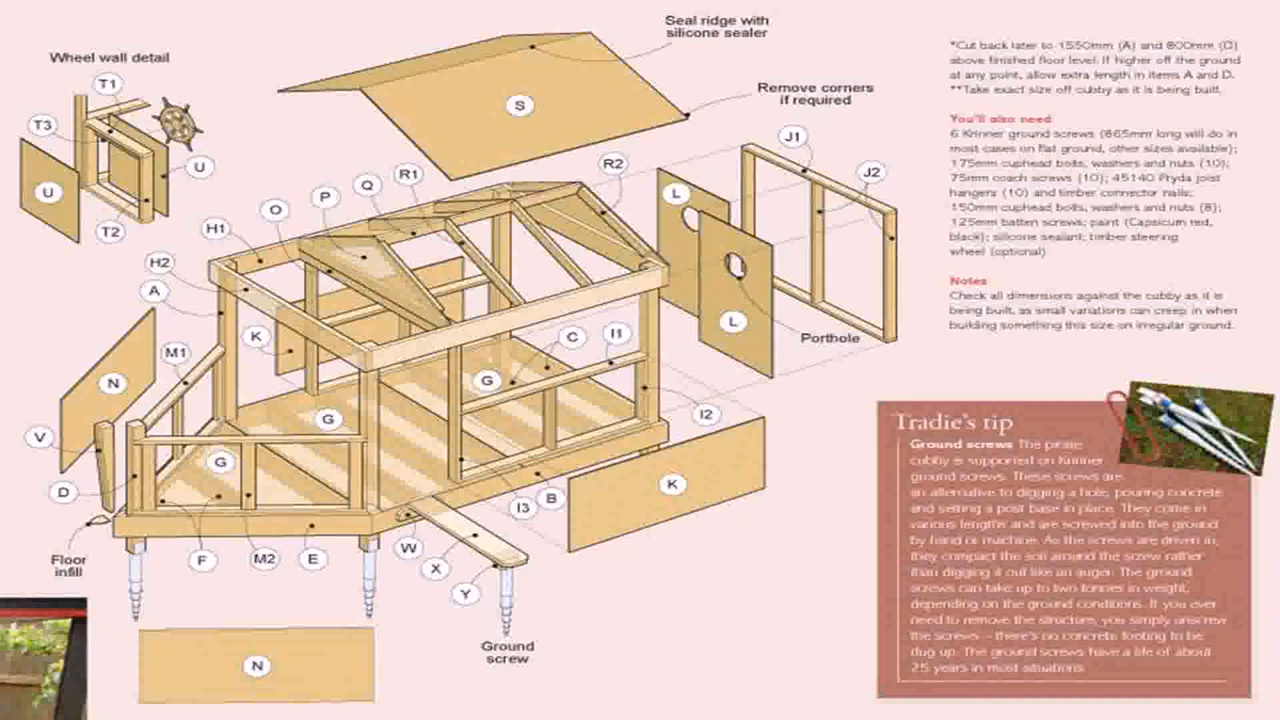 Wheel wall detail
T1
T3
U
U
T2
Seal ridge with
silicone sealer
S
Remove corners
if required
J1
J2
R2
R1
Q
P
O
H1
H2
A
L
L
Porthole
K
C
I1
G
G
G
M1
N
V
D
Floor
infill
F
M2
E
W
X
Y
I3
B
K
I2
Ground
screw
N
*Cut back later to 1550mm (A) and 800mm (D)
above finished floor level. If higher off the ground
at any point, allow extra length in items A and D.
**Take exact size off cubby as it is being built.
You'll also need
6 Krinner ground screws (865mm long will do in
most cases on flat ground, other sizes available);
175mm cuphead bolts, washers and nuts (10);
75mm coach screws (10); 45140 Pryda joist
hangers (10) and timber connector nails;
150mm cuphead bolts, washers and nuts (8);
125mm batten screws; paint (Capsicum red,
black); silicone sealant; timber steering
wheel (optional)
Notes
Check all dimensions against the cubby as it is
being built, as small variations can creep in when
building something this size on irregular ground.
Tradie's tip
Ground screws The pirate
cubby is supported on Krinner
ground screws. These screws are
an alternative to digging a hole, pouring concrete
and setting a post base in place. They come in
various lengths and are screwed into the ground
by hand or machine. As the screws are driven in,
they compact the soil around the screw rather
than digging it out like an auger. The ground
screws can take up to two tonnes in weight,
depending on the ground conditions. If you ever
need to remove the structure, you simply unscrew
the screws – there's no concrete footing to be
dug up. The ground screws have a life of about
25 years in most situations.